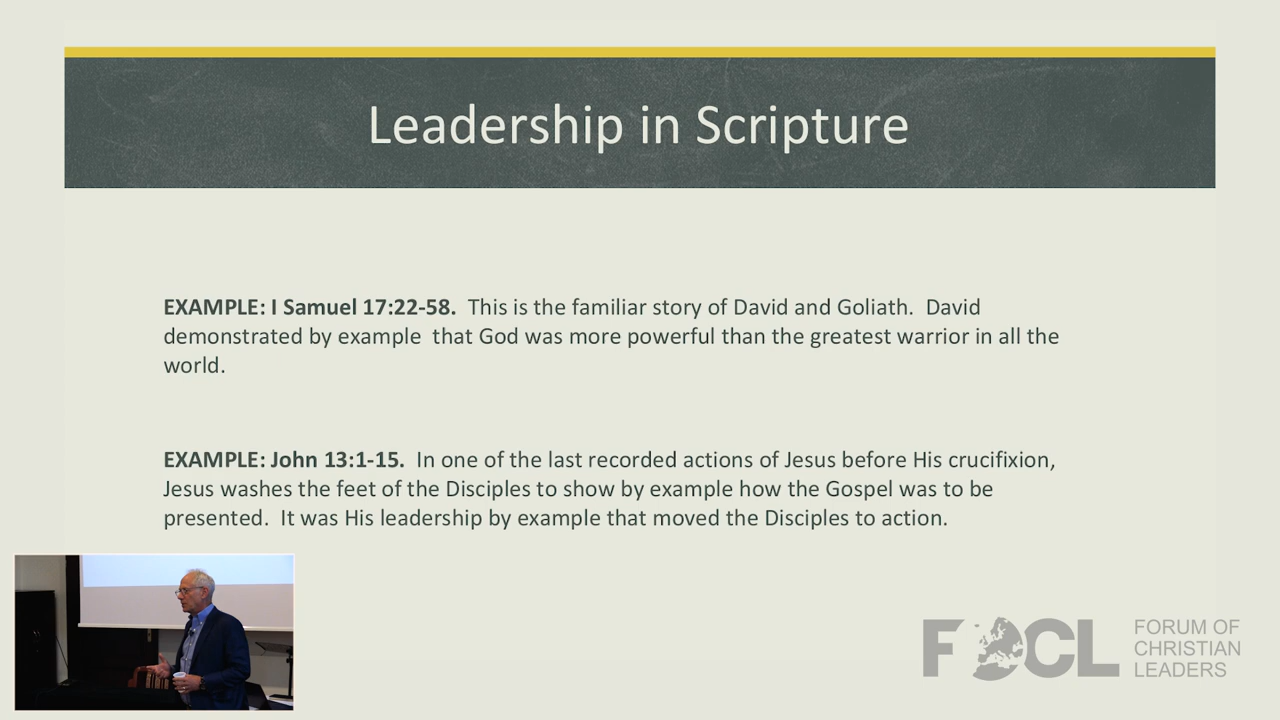 Leadership in Scripture
EXAMPLE: I Samuel 17:22-58.  This is the familiar story of David and Goliath.  David
demonstrated by example  that God was more powerful than the greatest warrior in all the
world.
EXAMPLE: John 13:1-15.  In one of the last recorded actions of Jesus before His crucifixion,
Jesus washes the feet of the Disciples to show by example how the Gospel was to be
presented.  It was His leadership by example that moved the Disciples to action.
FOCL
FORUM OF
CHRISTIAN
LEADERS